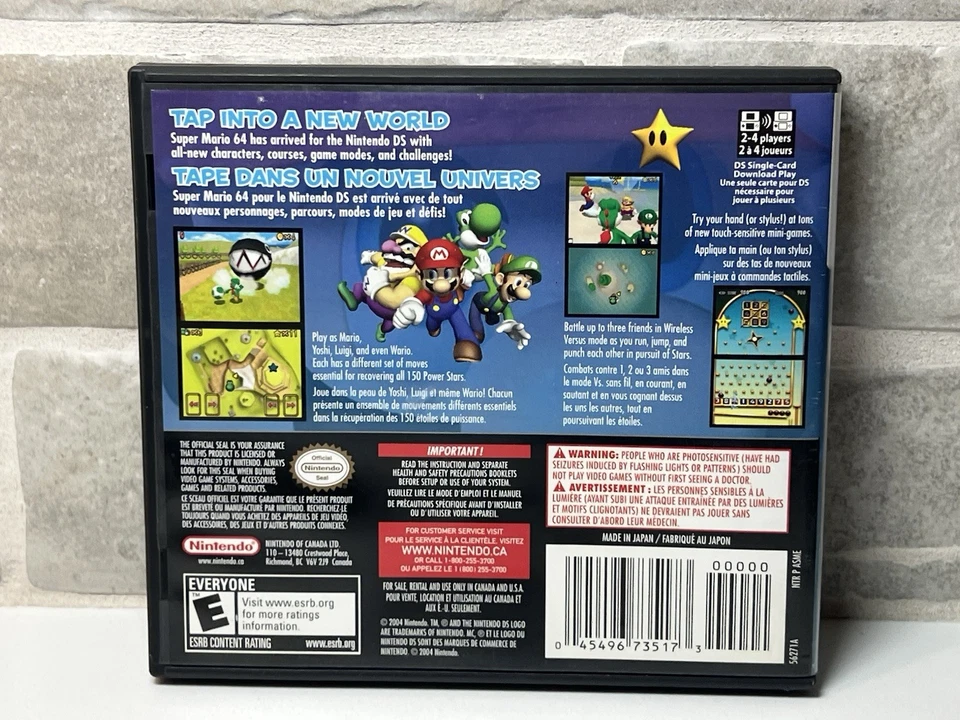 TAP INTO A NEW WORLD
Super Mario 64 has arrived for the Nintendo DS with
all-new characters, courses, game modes, and challenges!
TAPE DANS UN NOUVEL UNIVERS
Super Mario 64 pour le Nintendo DS est arrivé avec de tout
nouveaux personnages, parcours, modes de jeu et défis!
2-4 players
2 à 4 joueurs
DS Single-Card
Download Play
Une seule carte pour DS
nécessaire pour
jouer à plusieurs
Try your hand (or stylus!) at tons
of new touch-sensitive mini-games.
Applique ta main (ou ton stylus)
sur des tas de nouveaux
mini-jeux à commandes tactiles.
Play as Mario,
Yoshi, Luigi, and even Wario.
Each has a different set of moves
essential for recovering all 150 Power Stars.
Joue dans la peau de Yoshi, Luigi et même Wario! Chacun
présente un ensemble de mouvements différents essentiels
dans la récupération des 150 étoiles de puissance.
Battle up to three friends in Wireless
Versus mode as you run, jump, and
punch each other in pursuit of Stars.
Combats contre 1, 2 ou 3 amis dans
le mode Vs. sans fil, en courant, en
sautant et en vous cognant dessus
les uns les autres, tout en
poursuivant les étoiles.
THE OFFICIAL SEAL IS YOUR ASSURANCE
THAT THIS PRODUCT IS LICENSED OR
MANUFACTURED BY NINTENDO. ALWAYS
LOOK FOR THIS SEAL WHEN BUYING
VIDEO GAME SYSTEMS, ACCESSORIES,
GAMES AND RELATED PRODUCTS.
CE SCEAU OFFICIEL EST VOTRE GARANTIE QUE LE PRÉSENT PRODUIT
EST BREVETÉ OU MANUFACTURÉ PAR NINTENDO. RECHERCHEZ-LE
TOUJOURS QUAND VOUS ACHETEZ DES APPAREILS DE JEU VIDÉO,
DES ACCESSOIRES, DES JEUX ET D'AUTRES PRODUITS CONNEXES.
Official
Nintendo
Seal
Nintendo
www.nintendo.ca
NINTENDO OF CANADA LTD.
110 – 13480 Crestwood Place,
Richmond, BC V6V 2J9 Canada
EVERYONE
E
TM
Visit www.esrb.org
for more ratings
information.
ESRB CONTENT RATING www.esrb.org
IMPORTANT !
READ THE INSTRUCTION AND SEPARATE
HEALTH AND SAFETY PRECAUTIONS BOOKLETS
BEFORE SETUP OR USE OF YOUR SYSTEM.
VEUILLEZ LIRE LE MODE D'EMPLOI ET LE MANUEL
DE PRÉCAUTIONS SPÉCIFIQUE AVANT D'INSTALLER
OU D'UTILISER VOTRE APPAREIL.
FOR CUSTOMER SERVICE VISIT
POUR LE SERVICE À LA CLIENTÈLE, VISITEZ
WWW.NINTENDO.CA
OR CALL 1-800-255-3700
OU APPELEZ LE 1 (800) 255-3700
FOR SALE, RENTAL AND USE ONLY IN CANADA AND U.S.A.
POUR VENTE, LOCATION ET UTILISATION AU CANADA ET
AUX É.-U. SEULEMENT.
© 2004 Nintendo. TM, ® AND THE NINTENDO DS LOGO
ARE TRADEMARKS OF NINTENDO. MC, ® ET LE LOGO DU
NINTENDO DS SONT DES MARQUES DE COMMERCE DE
NINTENDO. © 2004 Nintendo.
WARNING: PEOPLE WHO ARE PHOTOSENSITIVE (HAVE HAD
SEIZURES INDUCED BY FLASHING LIGHTS OR PATTERNS) SHOULD
NOT PLAY VIDEO GAMES WITHOUT FIRST SEEING A DOCTOR.
AVERTISSEMENT : LES PERSONNES SENSIBLES À LA
LUMIÈRE (AYANT SUBI UNE ATTAQUE ENTRAÎNÉE PAR DES LUMIÈRES
ET MOTIFS CLIGNOTANTS) NE DEVRAIENT PAS JOUER SANS
CONSULTER D'ABORD LEUR MÉDECIN.
MADE IN JAPAN / FABRIQUÉ AU JAPON
00000
0 45496 73517 3
NTR P ASME
56271A